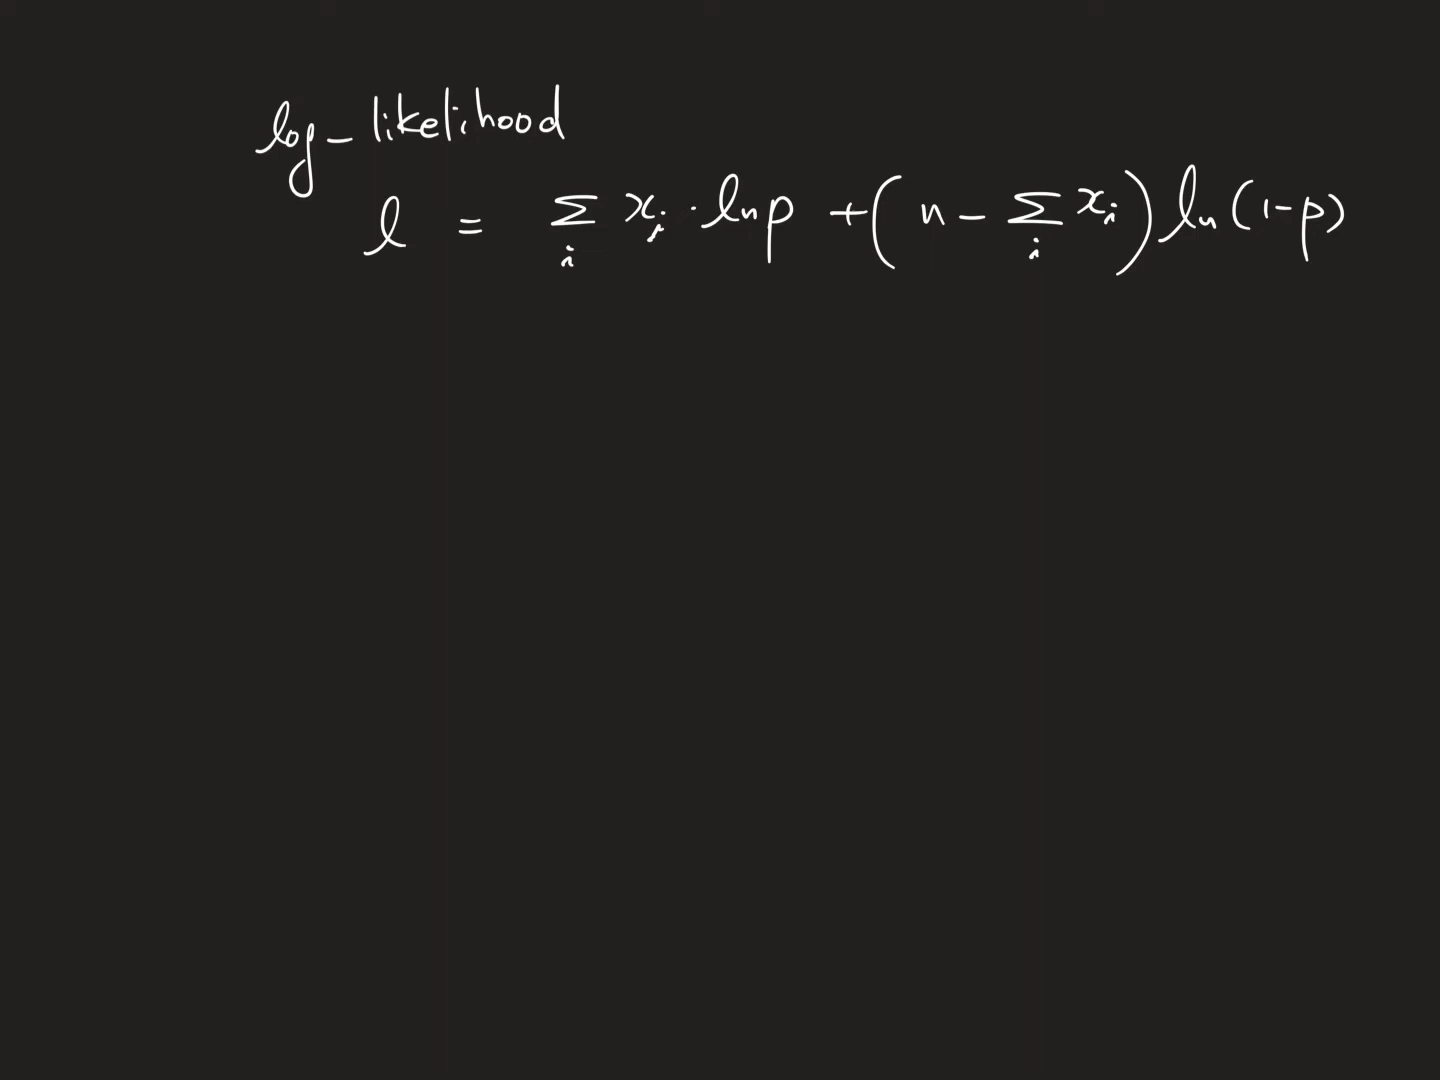 log-likelihood
l = Σ_i x_i · ln p + (n - Σ_i x_i) ln(1-p)